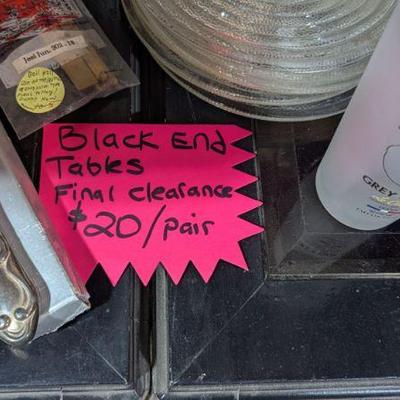 Black End
Tables
Final clearance
$20/pair
GREY